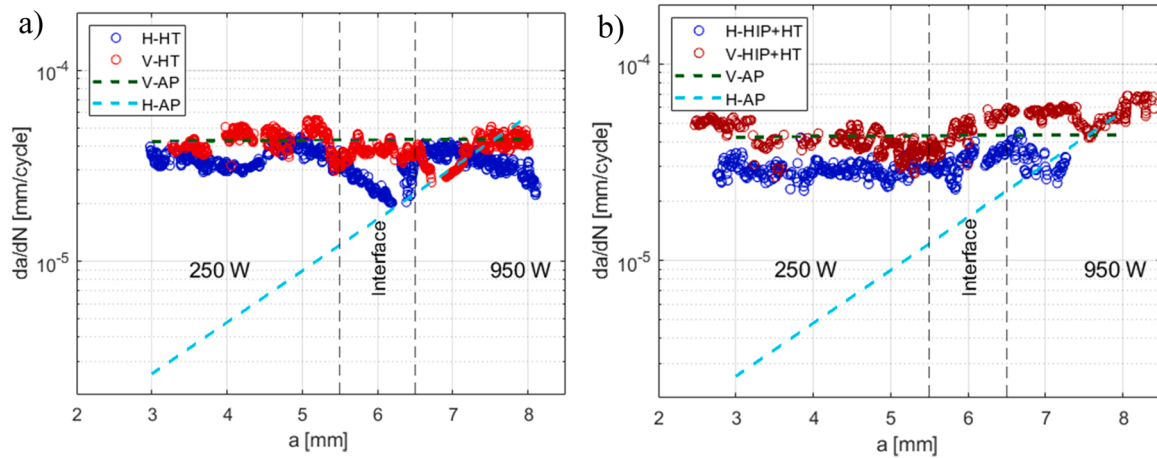 a)
H-HT
V-HT
V-AP
H-AP
da/dN [mm/cycle]
10-4
10-5
250 W
Interface
950 W
2
3
4
5
6
7
8
a [mm]
b)
H-HIP+HT
V-HIP+HT
V-AP
H-AP
da/dN [mm/cycle]
10-4
10-5
250 W
Interface
950 W
2
3
4
5
6
7
8
a [mm]